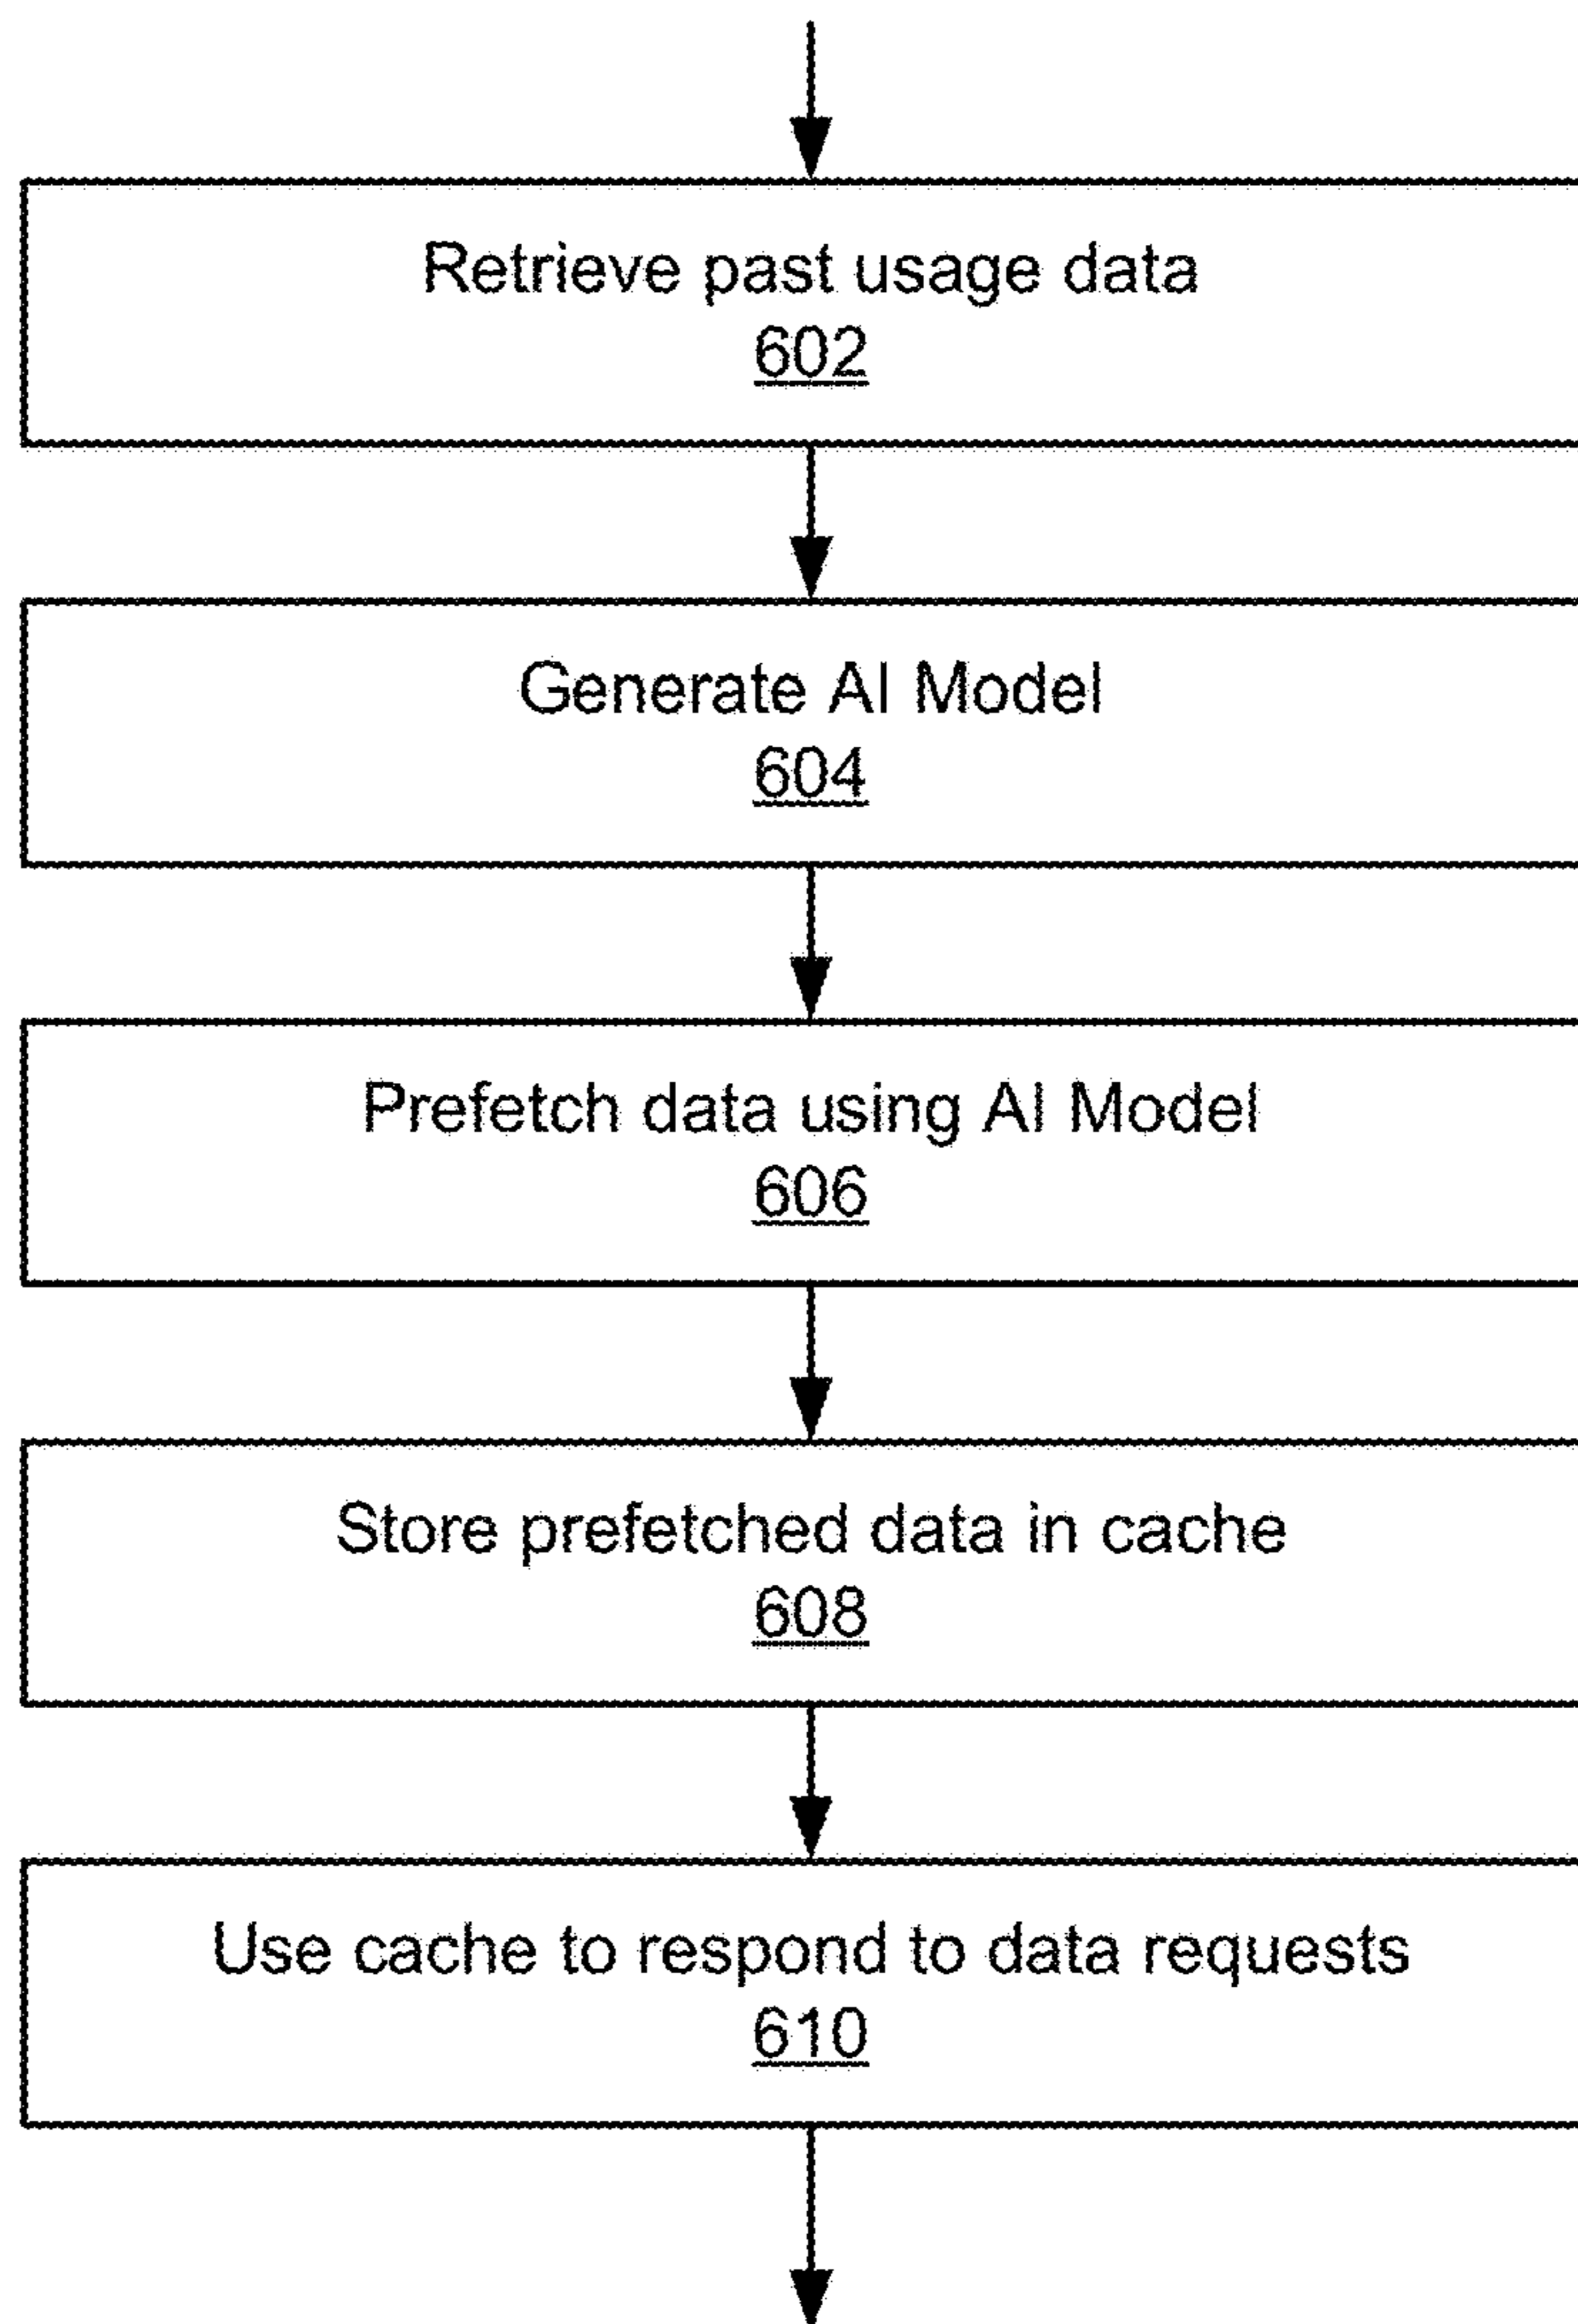 Retrieve past usage data
602
Generate AI Model
604
Prefetch data using AI Model
606
Store prefetched data in cache
608
Use cache to respond to data requests
610